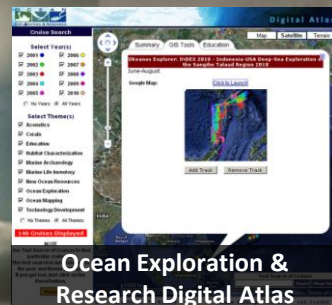 Digital Atlas
Cruise Search
Map Satellite Terrain
Select Year(s)
2001 2006
2002 2007
2003 2008
2004 2009
2005 2010
No Years All Years
Select Theme(s)
Acoustics
Corals
Education
Habitat Characterization
Marine Archaeology
Marine Life Inventory
New Ocean Resources
Ocean Exploration
Mapping
Technology Development
No Themes All Themes
146 Cruises Displayed
Summary GIS Tools Education
Okeanos Explorer: INDEX 2010 - Indonesia-USA Deep-Sea Exploration of
the Sangihe Talaud Region 2010
June-August
Google Map: Click to Launch
Add Track Remove Track
India
Ocean Exploration &
Research Digital Atlas